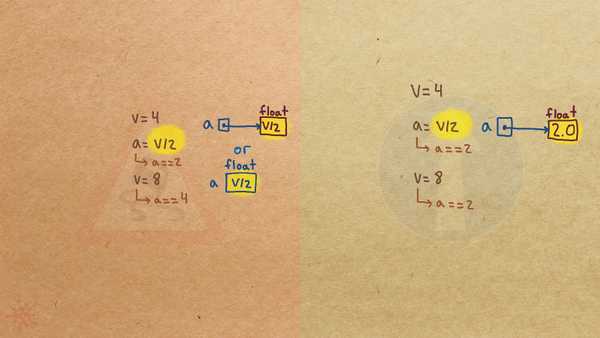 V=4
a=V/2
a==2
V=8
a==4
a
float
V/2
or
float
a
V/2
V=4
a=V/2
a==2
V=8
a==2
a
float
2.0